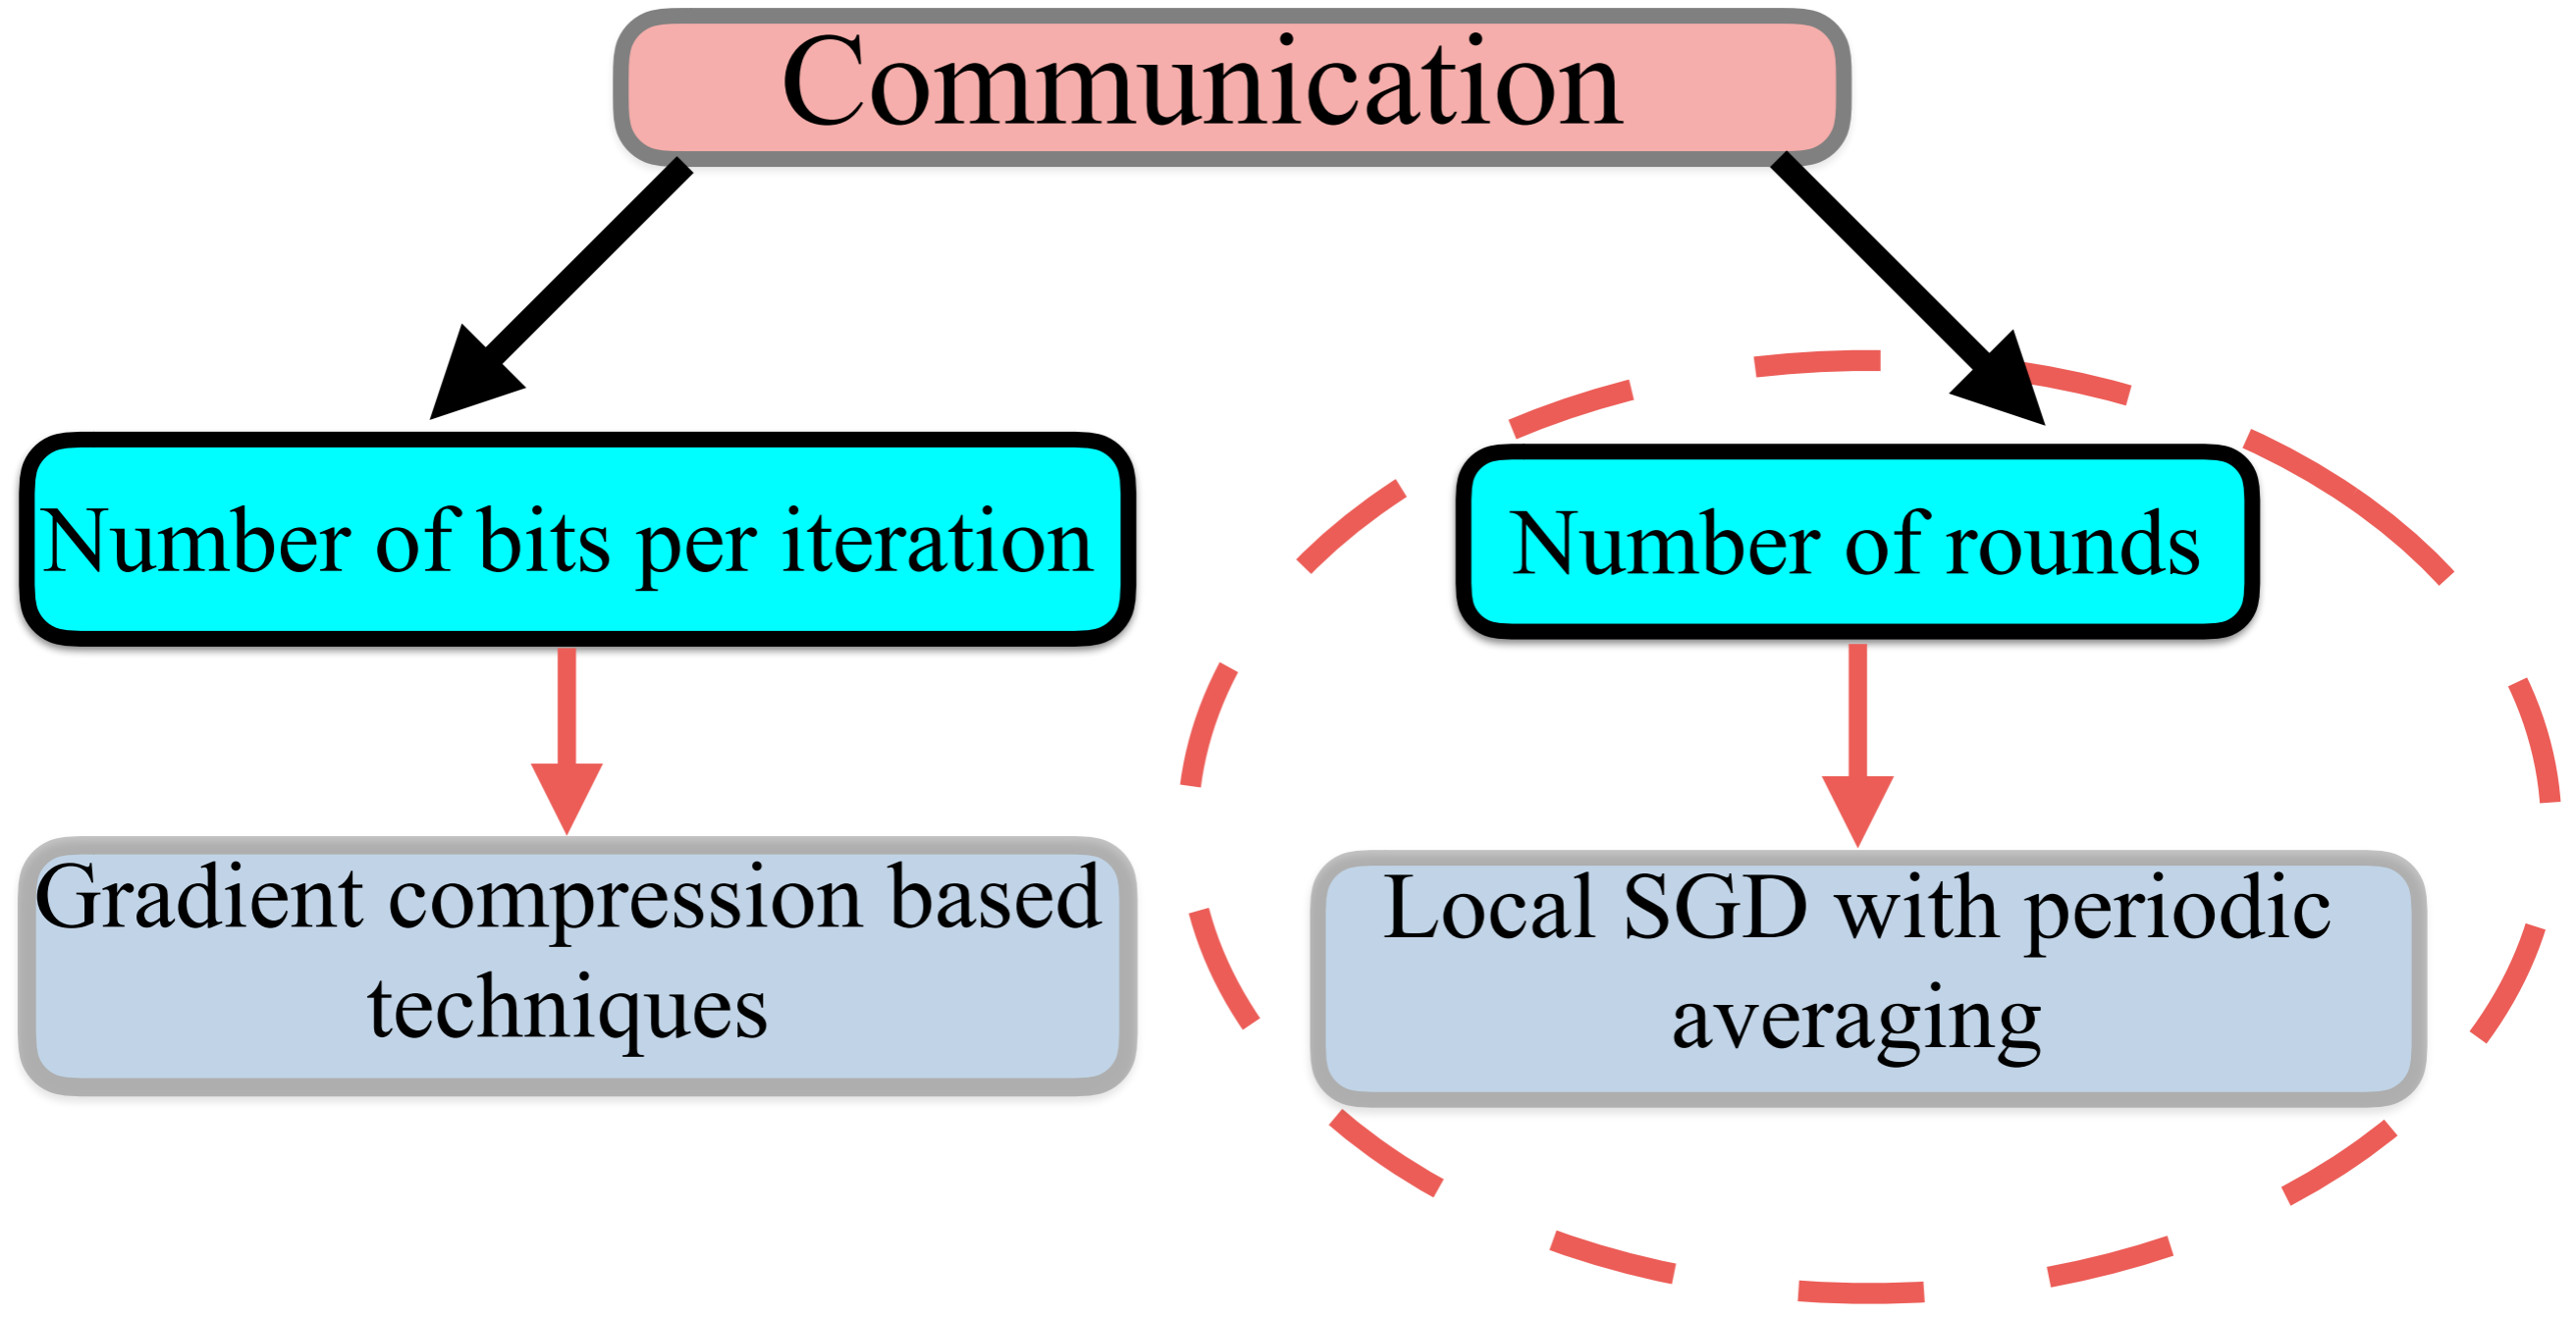 Communication
Number of bits per iteration
Number of rounds
Gradient compression based
techniques
Local SGD with periodic
averaging